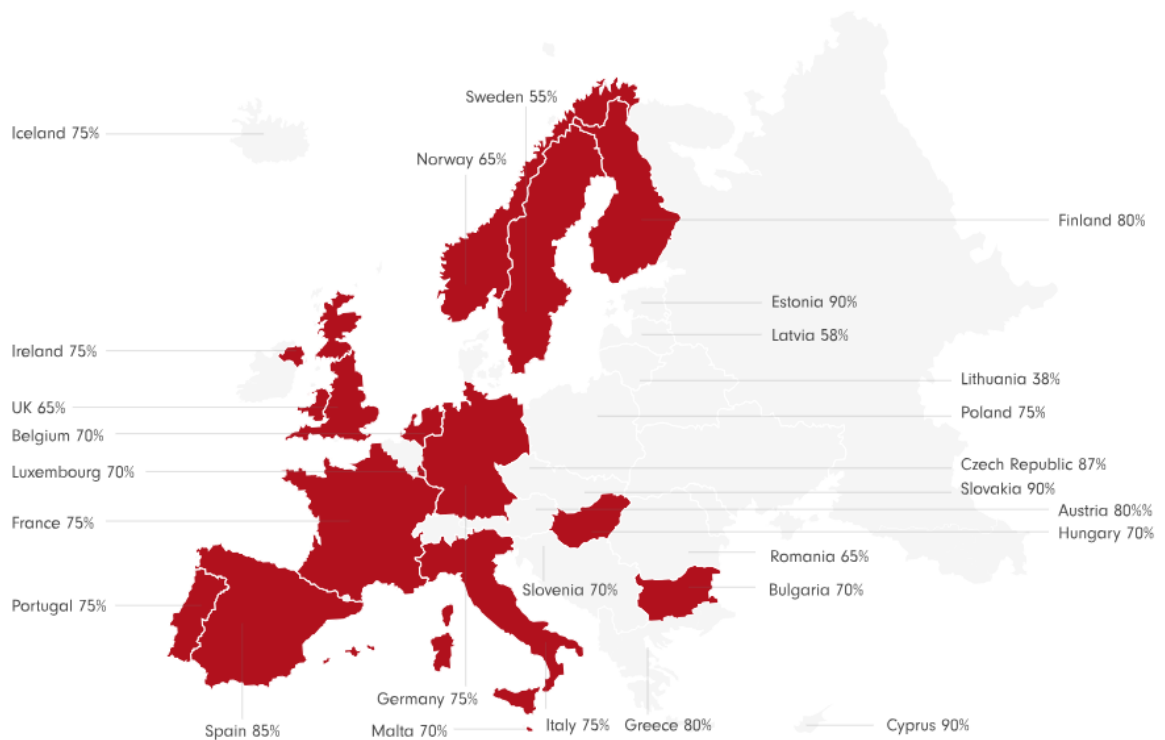 Sweden 55%
Iceland 75%
Norway 65%
Finland 80%
Estonia 90%
Latvia 58%
Ireland 75%
Lithuania 38%
UK 65%
Poland 75%
Belgium 70%
Czech Republic 87%
Luxembourg 70%
Slovakia 90%
Austria 80%%
France 75%
Hungary 70%
Romania 65%
Slovenia 70%
Bulgaria 70%
Portugal 75%
Germany 75%
Spain 85%
Malta 70%
Italy 75%
Greece 80%
Cyprus 90%